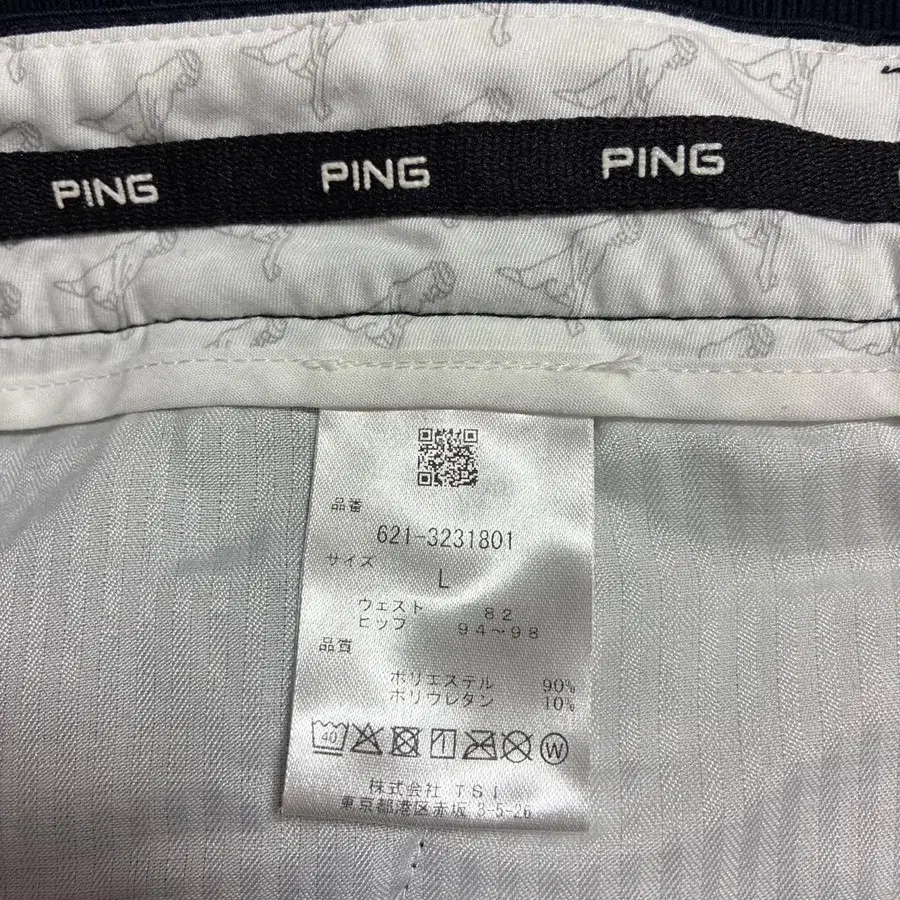 PING PING PING
品番
621-3231801
サイズ
L
ウェスト 82
ヒップ 94〜98
品質
ポリエステル 90%
ポリウレタン 10%
40 W
株式会社 TSI
東京都港区赤坂 3-5-26